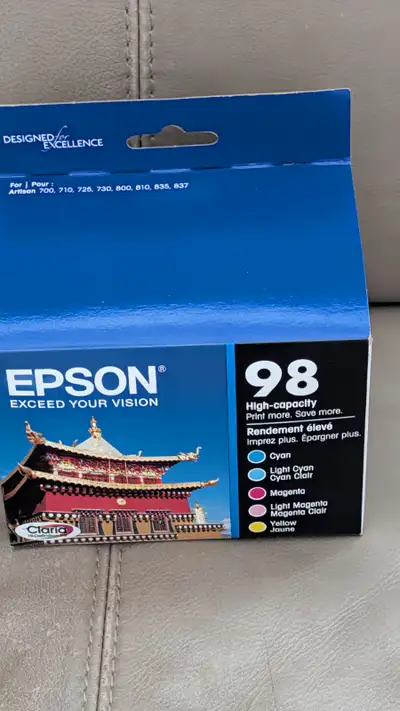 DESIGNED for
EXCELLENCE
For | Pour :
Artisan 700, 710, 725, 730, 800, 810, 835, 837
EPSON®
EXCEED YOUR VISION
98
High-capacity
Print more. Save more.
Rendement élevé
Imprez plus. Épargner plus.
Cyan
Light Cyan
Cyan Clair
Magenta
Light Magenta
Magenta Clair
Yellow
Jaune
Claria